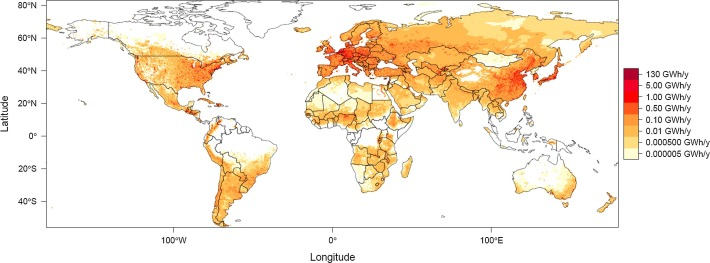 80°N
60°N
40°N
20°N
0°
20°S
40°S
Latitude
100°W
0°
100°E
Longitude
130 GWh/y
5.00 GWh/y
1.00 GWh/y
0.50 GWh/y
0.10 GWh/y
0.01 GWh/y
0.000500 GWh/y
0.000005 GWh/y